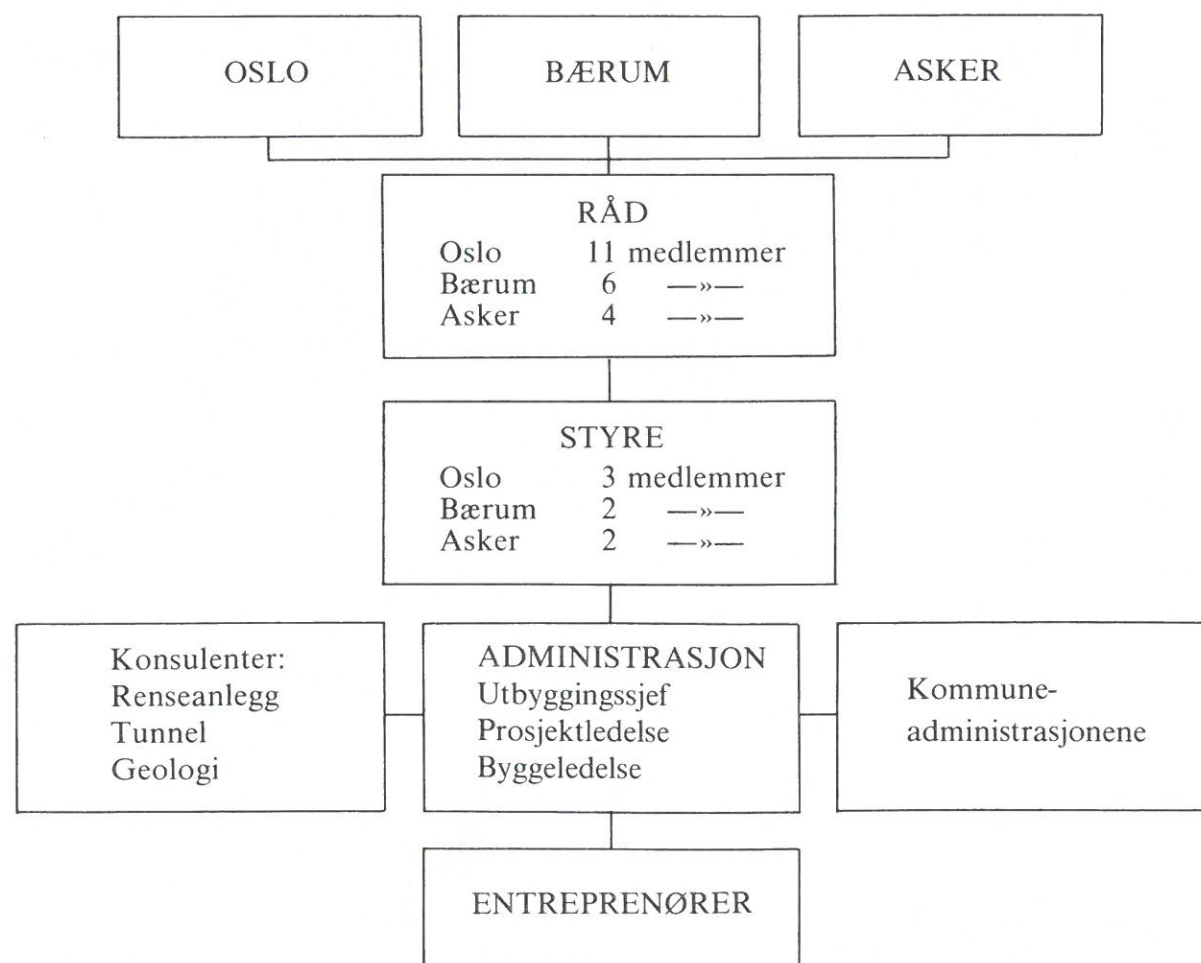 OSLO
BÆRUM
ASKER
RÅD
Oslo 11 medlemmer
Bærum 6 —»—
Asker 4 —»—
STYRE
Oslo 3 medlemmer
Bærum 2 —»—
Asker 2 —»—
Konsulenter:
Renseanlegg
Tunnel
Geologi
ADMINISTRASJON
Utbyggingssjef
Prosjektledelse
Byggeledelse
Kommune-
administrasjonene
ENTREPRENØRER